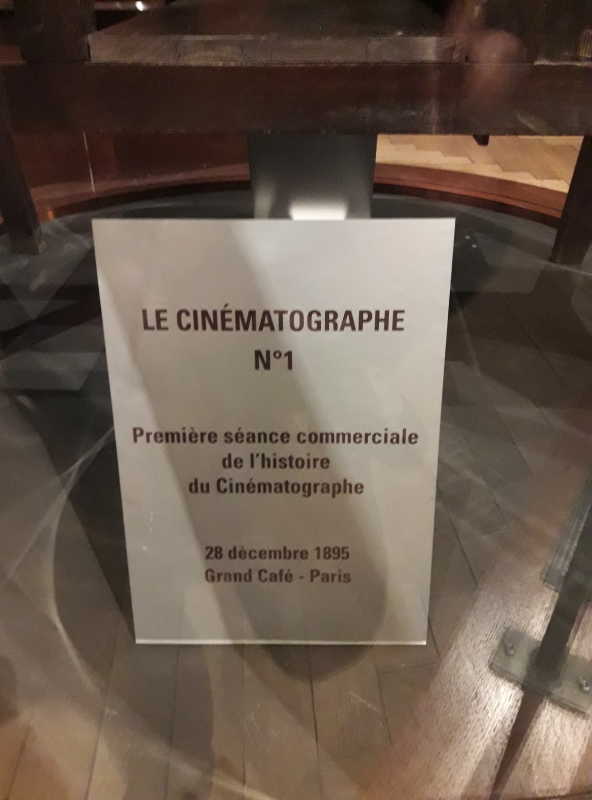 LE CINÉMATOGRAPHE
N°1
Première séance commerciale
de l'histoire
du Cinématographe
28 décembre 1895
Grand Café - Paris